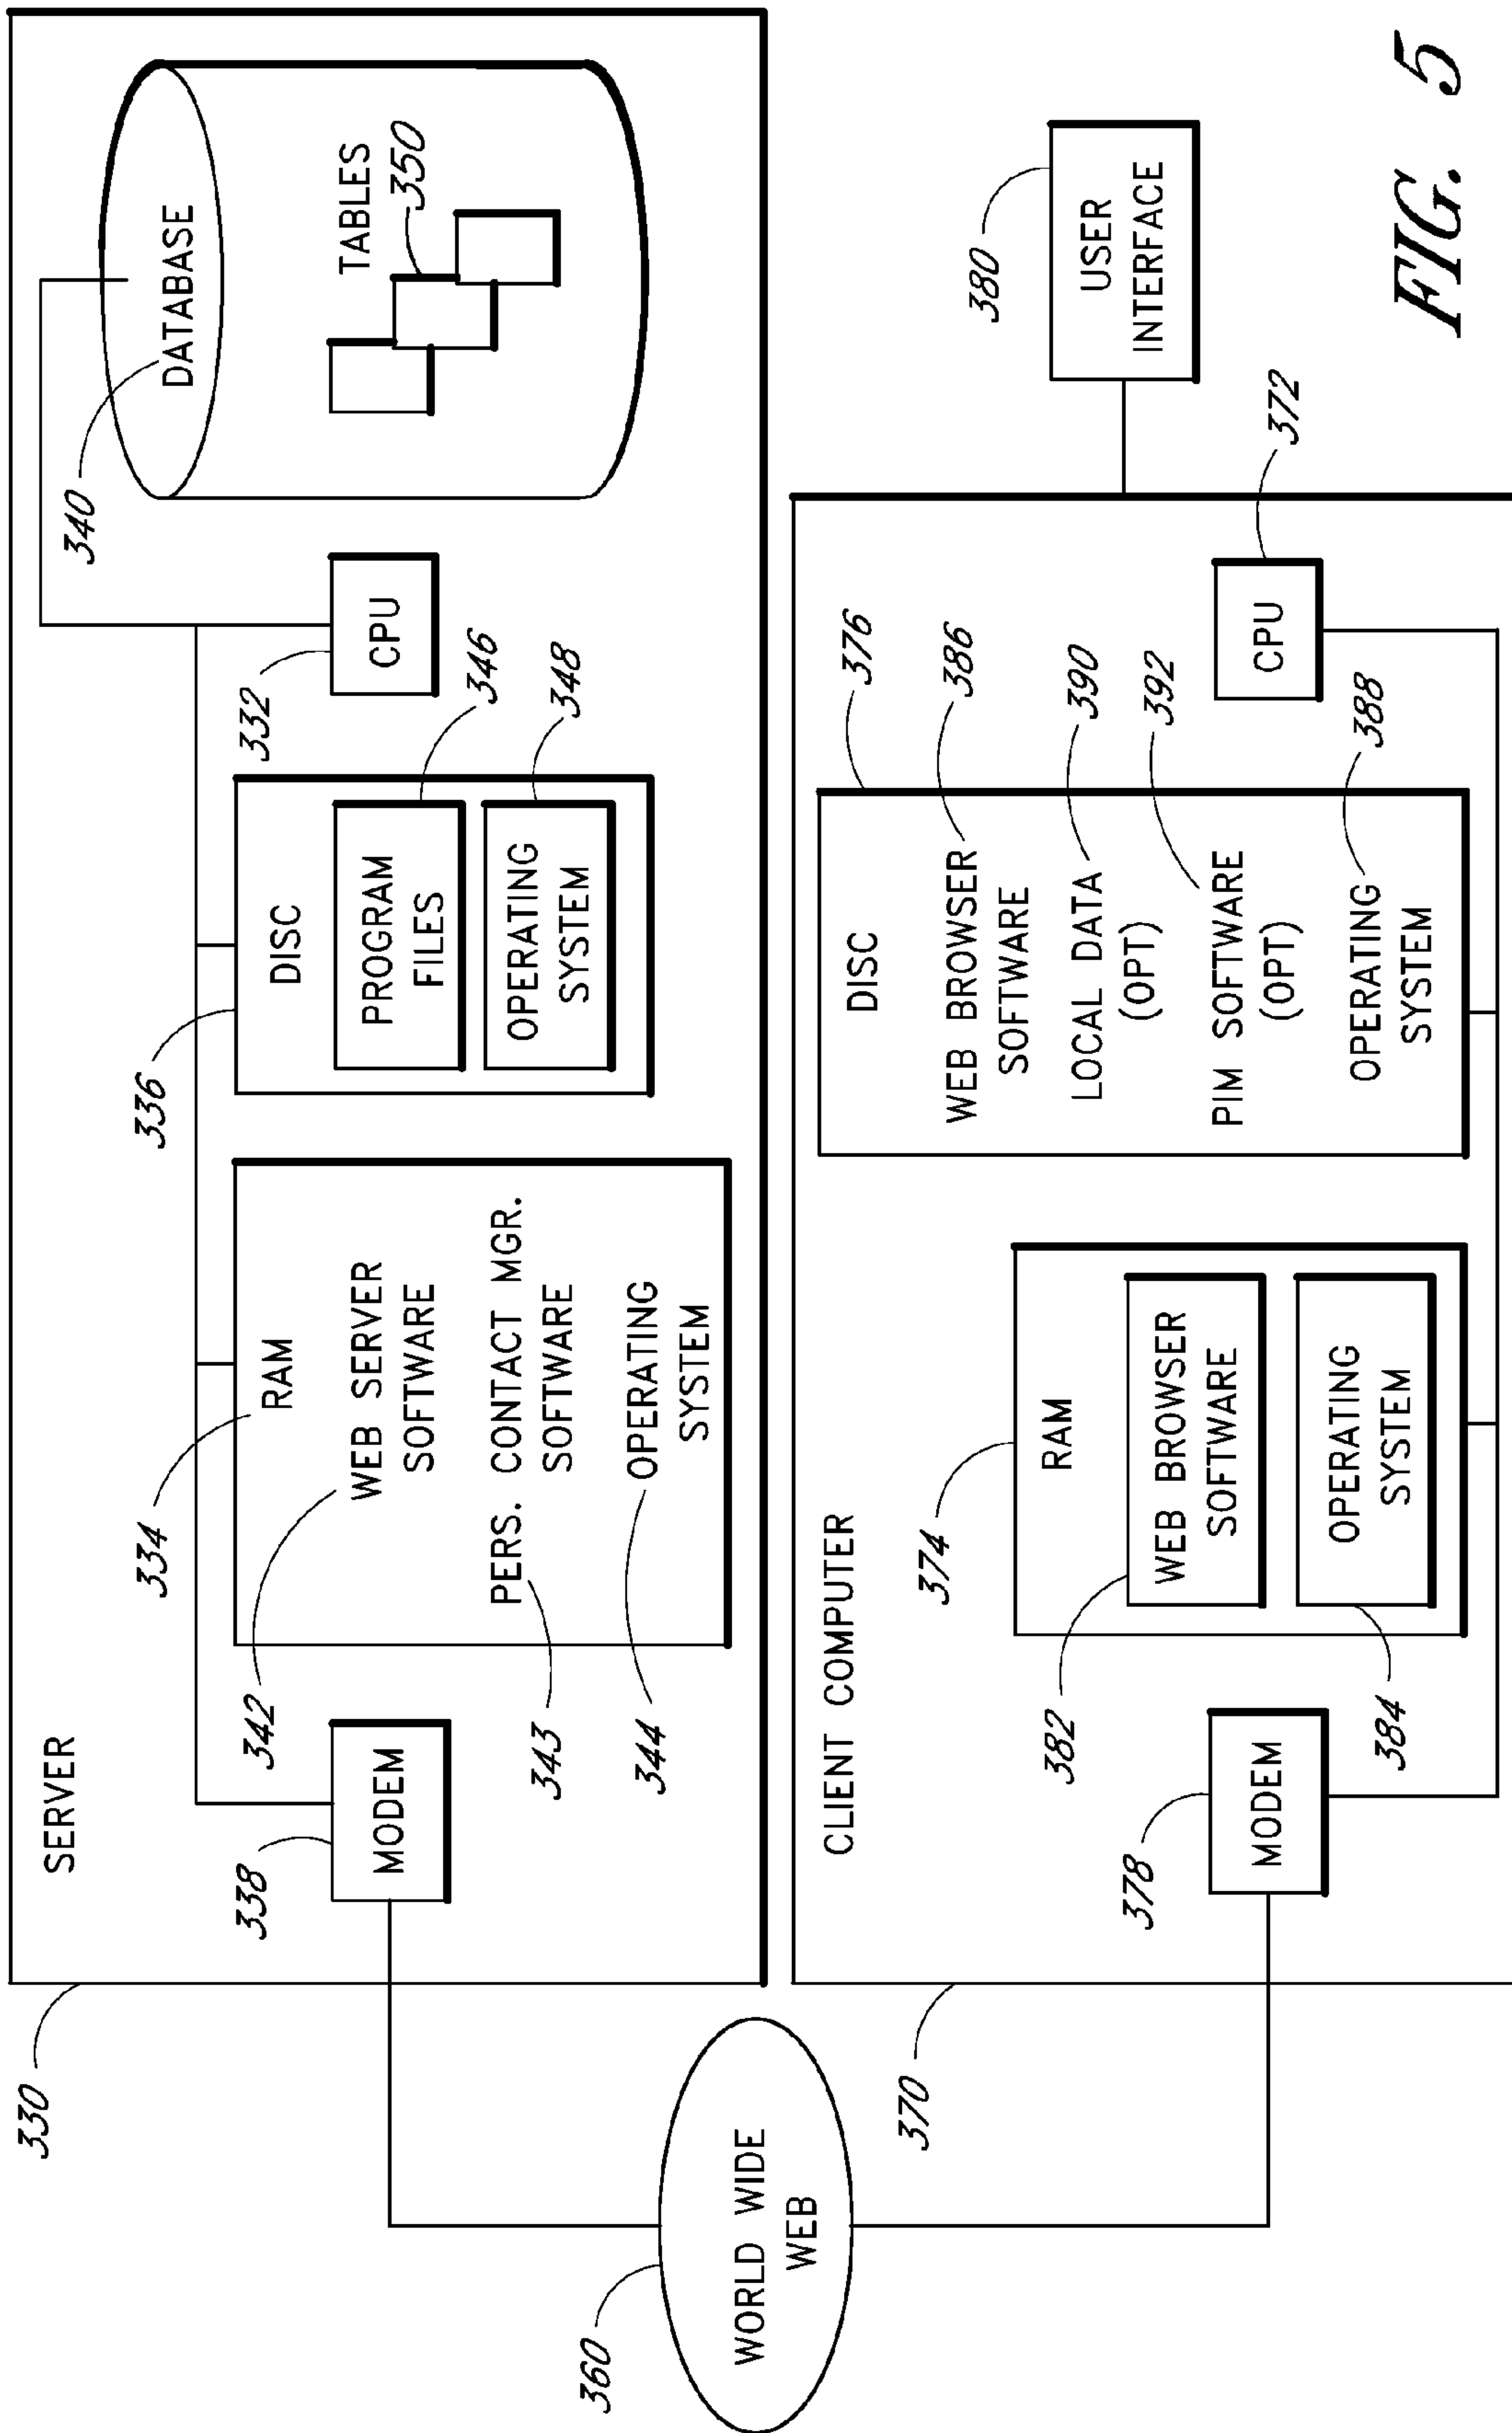 330
SERVER
338
MODEM
342
343
344
334
RAM
WEB SERVER
SOFTWARE
PERS. CONTACT MGR.
SOFTWARE
OPERATING
SYSTEM
336
DISC
PROGRAM
FILES
OPERATING
SYSTEM
346
348
332
CPU
340
DATABASE
TABLES
350
360
WORLD WIDE
WEB
370
CLIENT COMPUTER
378
MODEM
382
384
374
RAM
WEB BROWSER
SOFTWARE
OPERATING
SYSTEM
DISC
WEB BROWSER
SOFTWARE
LOCAL DATA
(OPT)
PIM SOFTWARE
(OPT)
OPERATING
SYSTEM
376
386
390
392
388
CPU
372
380
USER
INTERFACE
FIG. 5